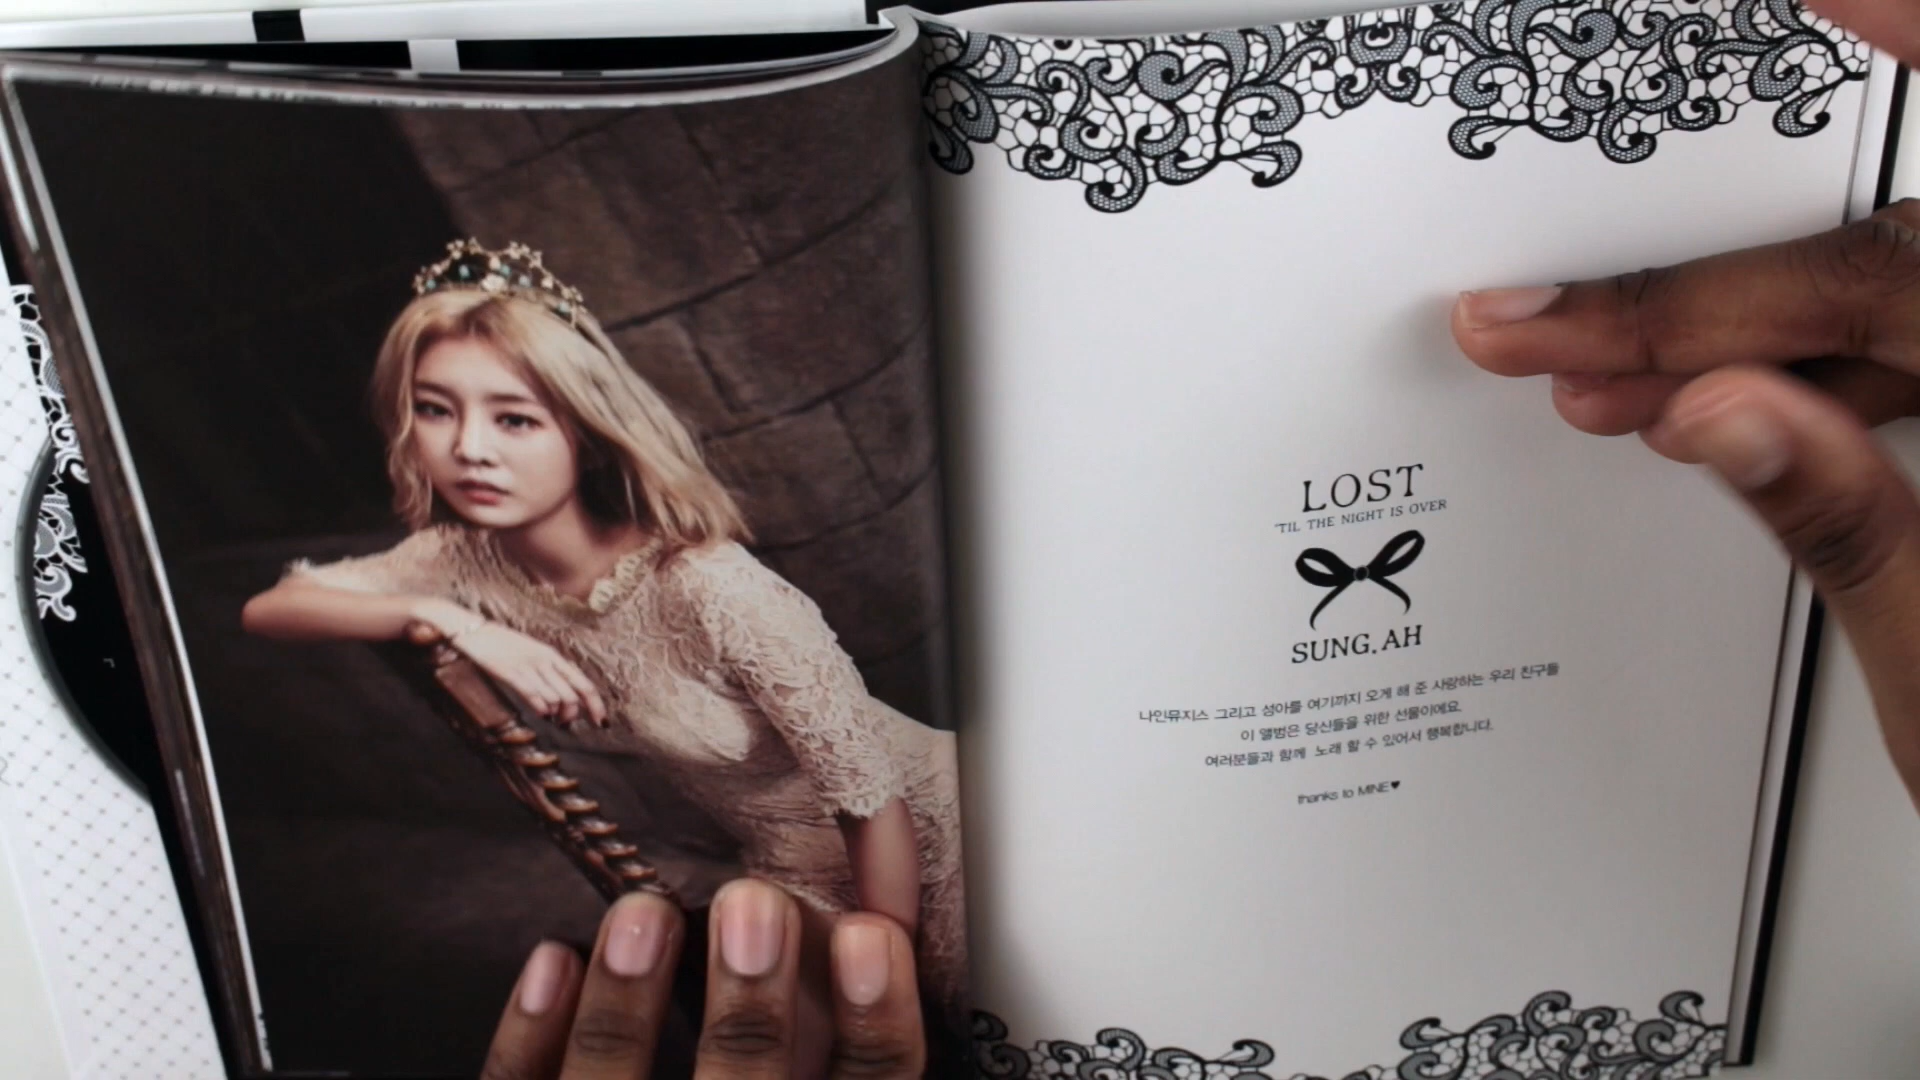 LOST
'TIL THE NIGHT IS OVER
SUNG.AH
나인뮤지스 그리고 성아를 여기까지 오게 해 준 사랑하는 우리 친구들
이 앨범은 당신들을 위한 선물이에요.
여러분들과 함께 노래 할 수 있어서 행복합니다.
thanks to MINE♥